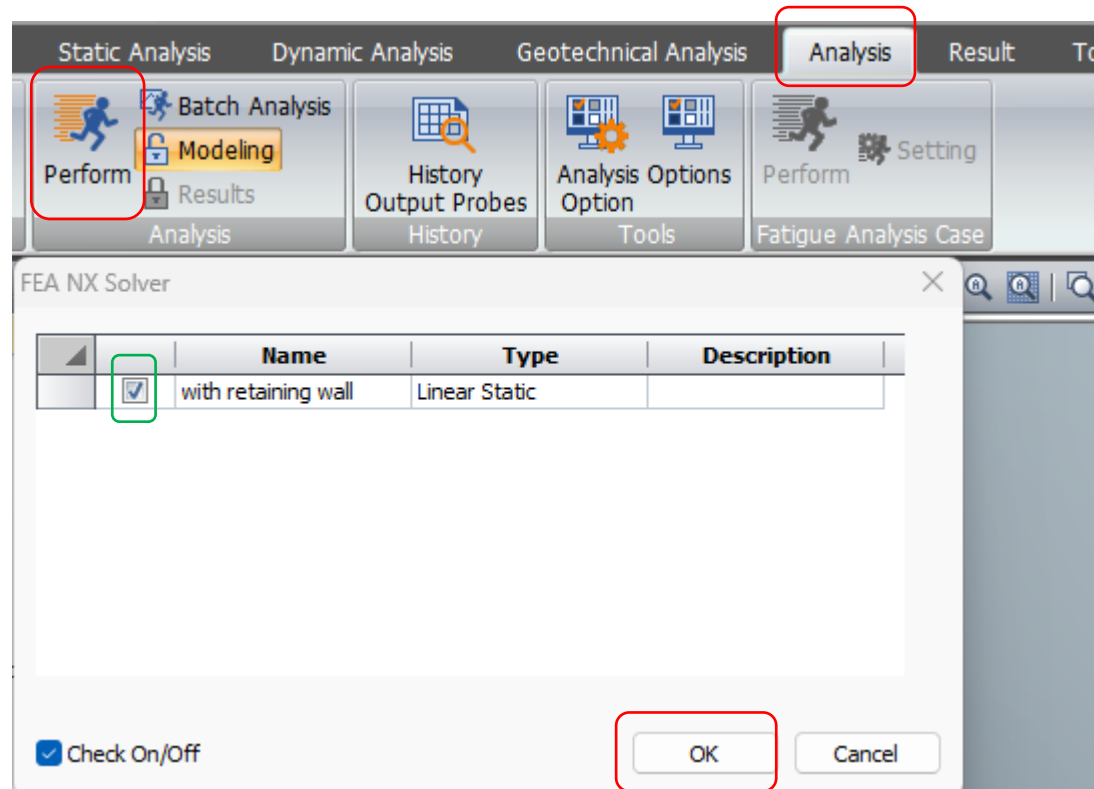 Static Analysis Dynamic Analysis Geotechnical Analysis Analysis Result
Perform
Batch Analysis
Modeling
Results
Analysis
History
Output Probes
History
Analysis
Option
Options
Tools
Perform
Setting
Fatigue Analysis Case
FEA NX Solver
Name Type Description
with retaining wall Linear Static
Check On/Off
OK Cancel